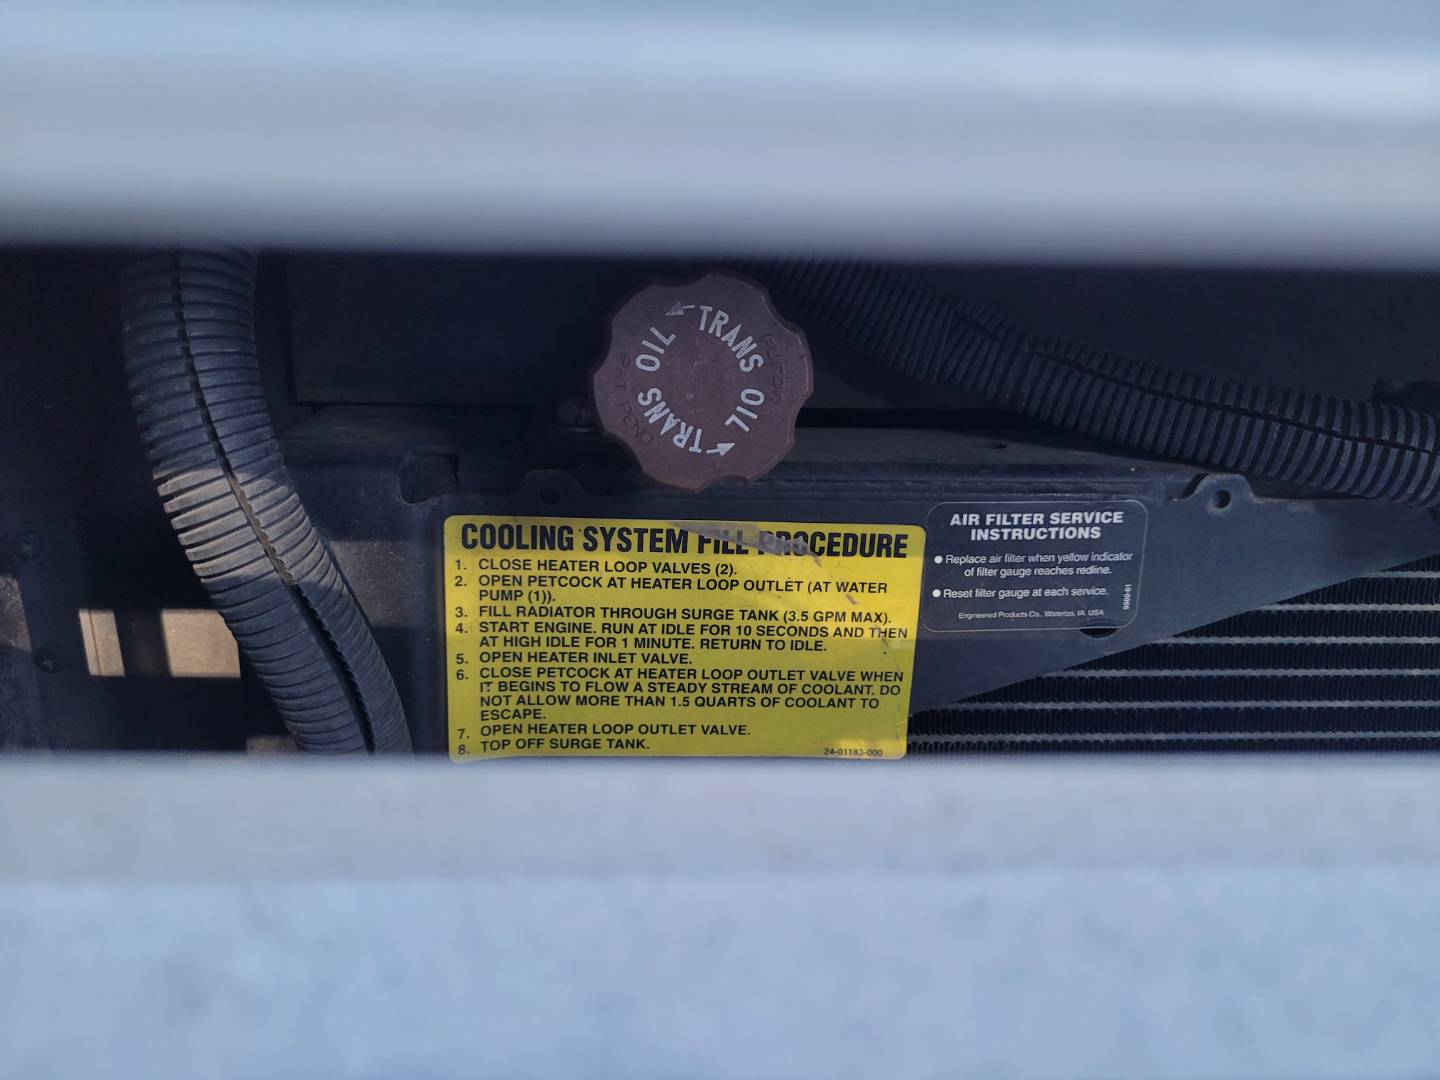 TRANS OIL
TRANS OIL
PAT PEND
COOLING SYSTEM FILL PROCEDURE
1. CLOSE HEATER LOOP VALVES (2).
2. OPEN PETCOCK AT HEATER LOOP OUTLET (AT WATER
PUMP (1)).
3. FILL RADIATOR THROUGH SURGE TANK (3.5 GPM MAX).
4. START ENGINE. RUN AT IDLE FOR 10 SECONDS AND THEN
AT HIGH IDLE FOR 1 MINUTE. RETURN TO IDLE.
5. OPEN HEATER INLET VALVE.
6. CLOSE PETCOCK AT HEATER LOOP OUTLET VALVE WHEN
IT BEGINS TO FLOW A STEADY STREAM OF COOLANT. DO
NOT ALLOW MORE THAN 1.5 QUARTS OF COOLANT TO
ESCAPE.
7. OPEN HEATER LOOP OUTLET VALVE.
8. TOP OFF SURGE TANK.
24-01183-000
AIR FILTER SERVICE
INSTRUCTIONS
● Replace air filter when yellow indicator
of filter gauge reaches redline.
● Reset filter gauge at each service.
Engineered Products Co., Waterloo, IA. USA